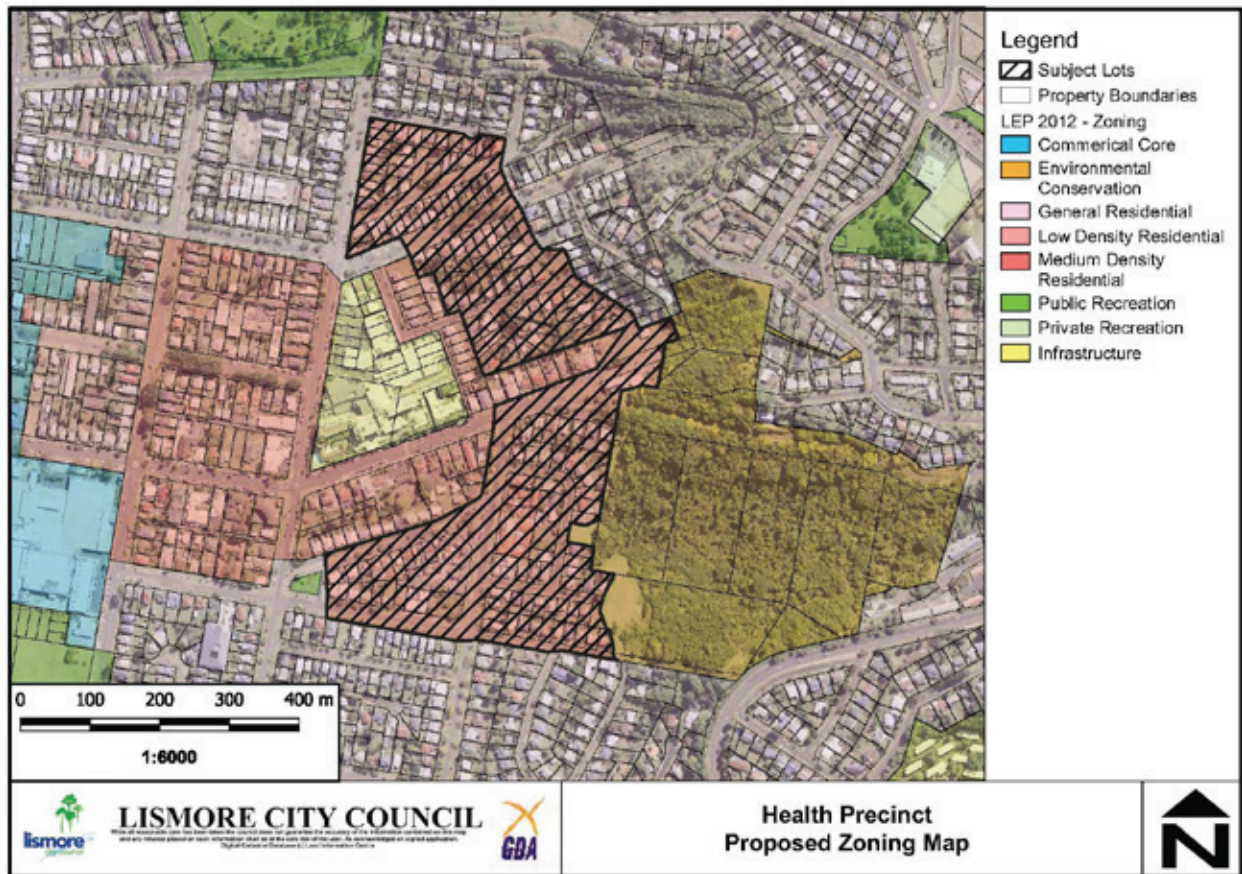 Legend
Subject Lots
Property Boundaries
LEP 2012 - Zoning
Commerical Core
Environmental
Conservation
General Residential
Low Density Residential
Medium Density
Residential
Public Recreation
Private Recreation
Infrastructure
0 100 200 300 400 m
1:6000
lismore
LISMORE CITY COUNCIL
GBA
Health Precinct
Proposed Zoning Map
N